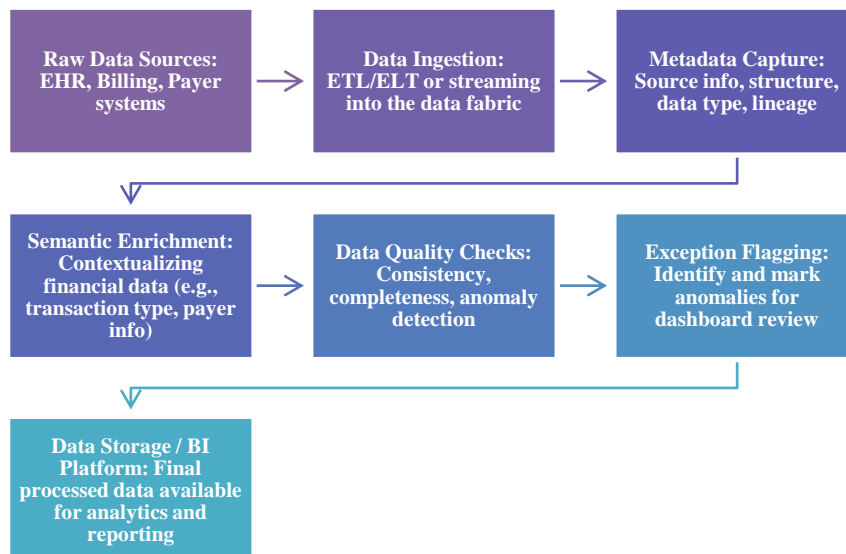 Raw Data Sources:
EHR, Billing, Payer
systems
Data Ingestion:
ETL/ELT or streaming
into the data fabric
Metadata Capture:
Source info, structure,
data type, lineage
Semantic Enrichment:
Contextualizing
financial data (e.g.,
transaction type, payer
info)
Data Quality Checks:
Consistency,
completeness, anomaly
detection
Exception Flagging:
Identify and mark
anomalies for
dashboard review
Data Storage / BI
Platform: Final
processed data available
for analytics and
reporting